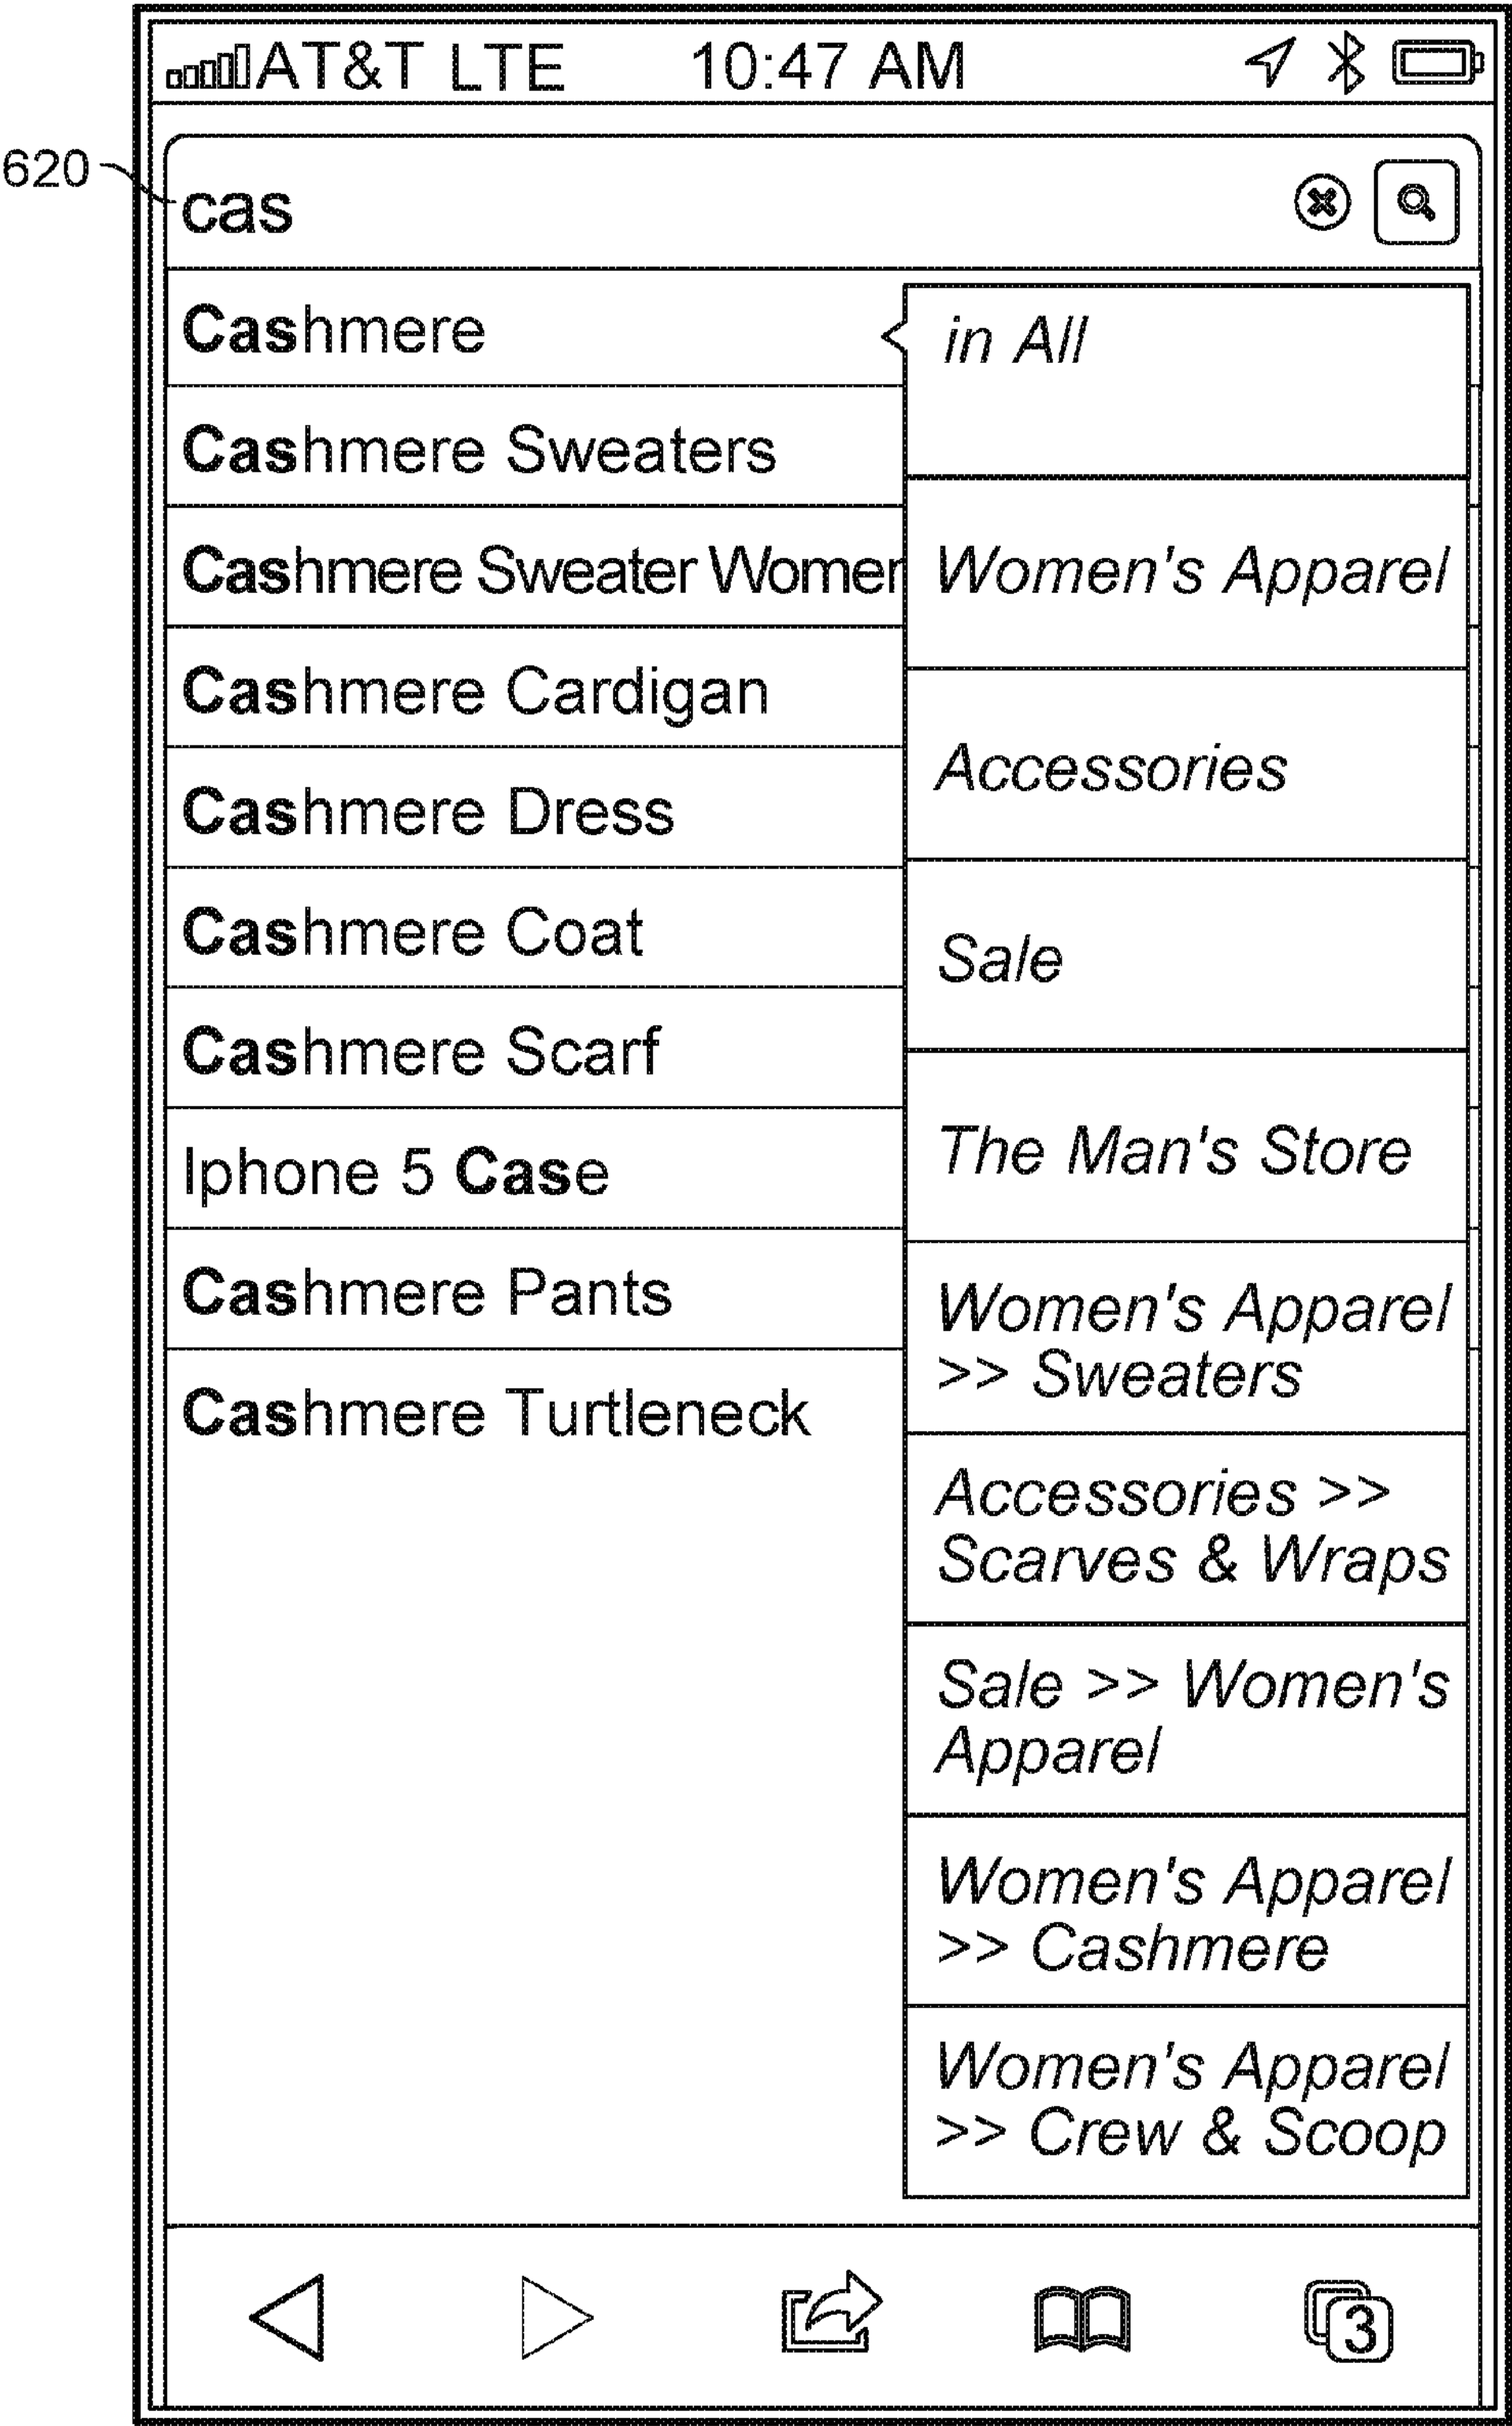 AT&T LTE 10:47 AM
620
cas
Cashmere
Cashmere Sweaters
Cashmere Sweater Women
Cashmere Cardigan
Cashmere Dress
Cashmere Coat
Cashmere Scarf
Iphone 5 Case
Cashmere Pants
Cashmere Turtleneck
in All
Women's Apparel
Accessories
Sale
The Man's Store
Women's Apparel
>> Sweaters
Accessories >>
Scarves & Wraps
Sale >> Women's
Apparel
Women's Apparel
>> Cashmere
Women's Apparel
>> Crew & Scoop
3